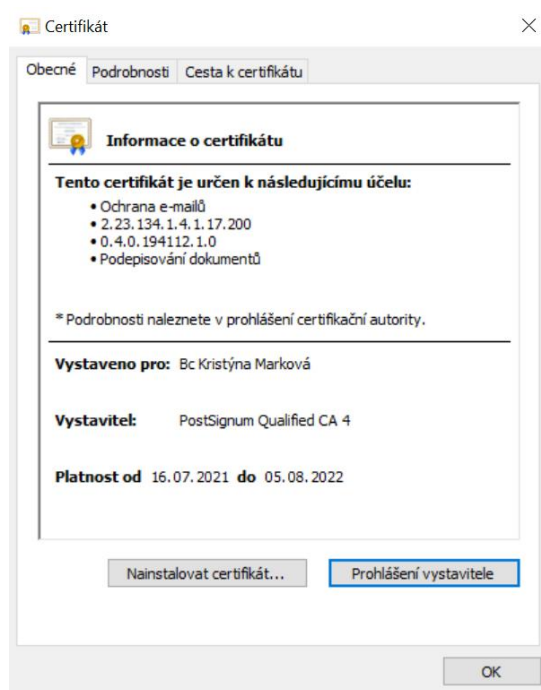 Certifikát
Obecné Podrobnosti Cesta k certifikátu
Informace o certifikátu
Tento certifikát je určen k následujícímu účelu:
• Ochrana e-mailů
• 2.23.134.1.4.1.17.200
• 0.4.0.194112.1.0
• Podepisování dokumentů
* Podrobnosti naleznete v prohlášení certifikační autority.
Vystaveno pro: Bc Kristýna Marková
Vystavitel: PostSignum Qualified CA 4
Platnost od 16.07.2021 do 05.08.2022
Nainstalovat certifikát... Prohlášení vystavitele
OK